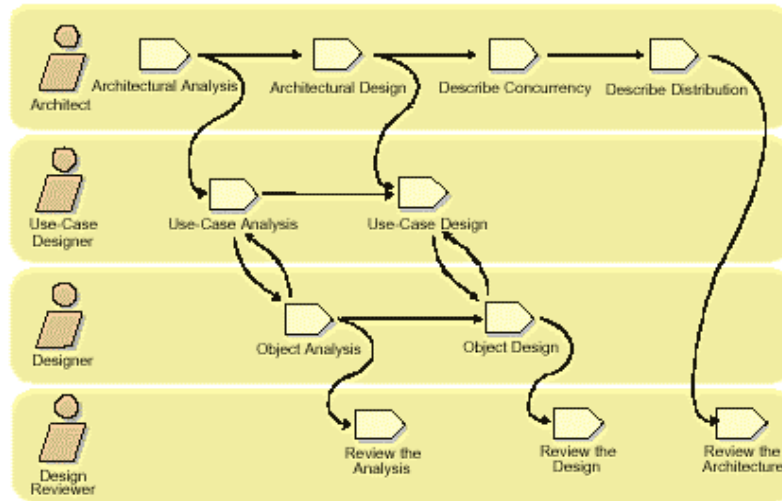 Architect
Architectural Analysis
Architectural Design
Describe Concurrency
Describe Distribution
Use-Case
Designer
Use-Case Analysis
Use-Case Design
Designer
Object Analysis
Object Design
Design
Reviewer
Review the
Analysis
Review the
Design
Review the
Architecture